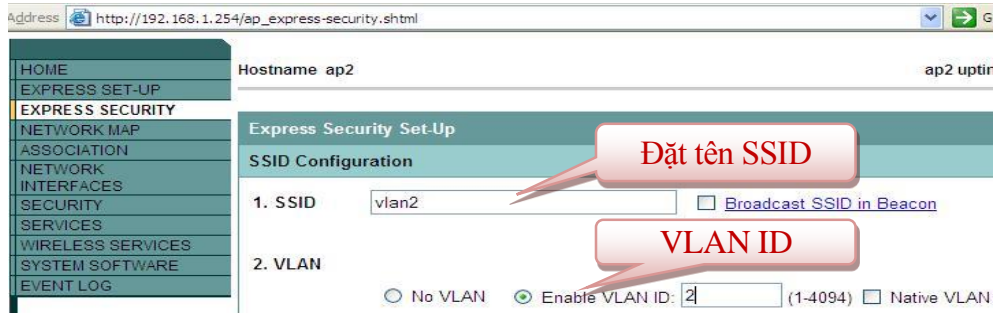 Address http://192.168.1.254/ap_express-security.shtml G
HOME
EXPRESS SET-UP
EXPRESS SECURITY
NETWORK MAP
ASSOCIATION
NETWORK
INTERFACES
SECURITY
SERVICES
WIRELESS SERVICES
SYSTEM SOFTWARE
EVENT LOG
Hostname ap2 ap2 uptin
Express Security Set-Up
SSID Configuration
Đặt tên SSID
1. SSID vlan2 Broadcast SSID in Beacon
VLAN ID
2. VLAN
No VLAN Enable VLAN ID: 2 (1-4094) Native VLAN